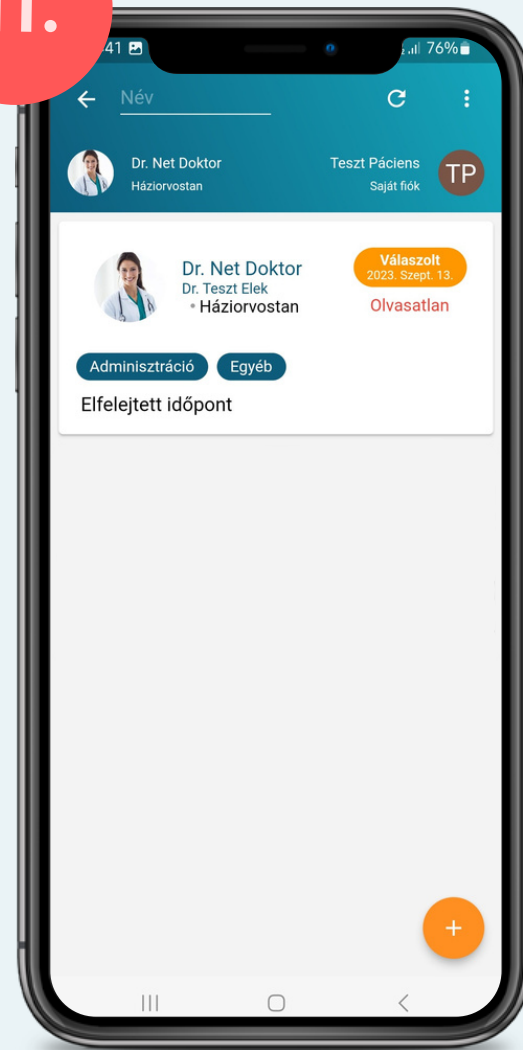 41 76%
Név
Dr. Net Doktor
Háziorvostan
Teszt Páciens
Saját fiók
TP
Dr. Net Doktor
Dr. Teszt Elek
• Háziorvostan
Válaszolt
2023. Szept. 13.
Olvasatlan
Adminisztráció Egyéb
Elfelejtett időpont
+